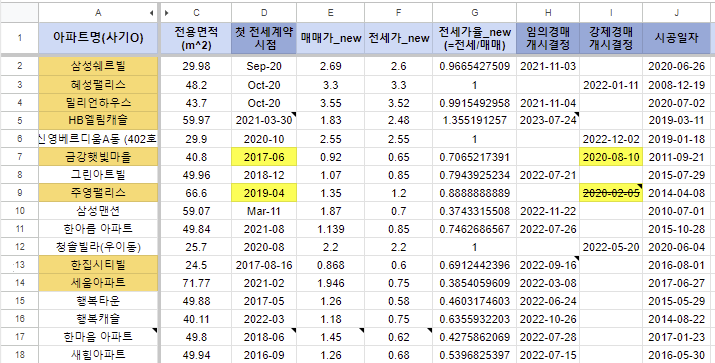 A C D E F G H I J
1 아파트명(사기O) 전용면적 (m^2) 첫 전세계약 시점 매매가_new 전세가_new 전세가율_new (=전세/매매) 임의경매 개시결정 강제경매 개시결정 시공일자
2 삼성쉐르빌 29.98 Sep-20 2.69 2.6 0.9665427509 2021-11-03 2020-06-26
3 혜성팰리스 48.2 Oct-20 3.3 3.3 1 2022-01-11 2008-12-19
4 밀리언하우스 43.7 Oct-20 3.55 3.52 0.9915492958 2021-11-04 2020-07-02
5 HB엘림캐슬 59.97 2021-03-30 1.83 2.48 1.355191257 2023-07-24 2019-03-11
6 신영베르디움A동 (402호 29.9 2020-10 2.55 2.55 1 2022-12-02 2019-01-18
7 금강햇빛마을 40.8 2017-06 0.92 0.65 0.7065217391 2020-08-10 2011-09-21
8 그린아트빌 49.96 2018-12 1.07 0.85 0.7943925234 2022-07-21 2015-07-29
9 주영팰리스 66.6 2019-04 1.35 1.2 0.8888888889 2020-02-05 2014-04-08
10 삼성맨션 59.07 Mar-11 1.87 0.7 0.3743315508 2022-11-22 2010-07-01
11 한아름 아파트 49.84 2021-08 1.139 0.85 0.7462686567 2022-07-26 2015-10-28
12 청솔빌라(우이동) 25.7 2020-08 2.2 2.2 1 2022-05-20 2020-06-04
13 한집시티빌 24.5 2017-08-16 0.868 0.6 0.6912442396 2022-09-16 2016-08-01
14 세움아파트 71.77 2021-02 1.946 0.75 0.3854059609 2022-03-08 2017-06-27
15 행복타운 49.88 2017-05 1.26 0.58 0.4603174603 2022-06-24 2015-05-29
16 행복캐슬 40.11 2022-03 1.18 0.75 0.6355932203 2022-10-26 2014-08-22
17 한마음 아파트 49.8 2018-06 1.45 0.62 0.4275862069 2022-07-28 2017-01-23
18 새힘아파트 49.94 2016-09 1.26 0.68 0.5396825397 2022-07-15 2016-05-30